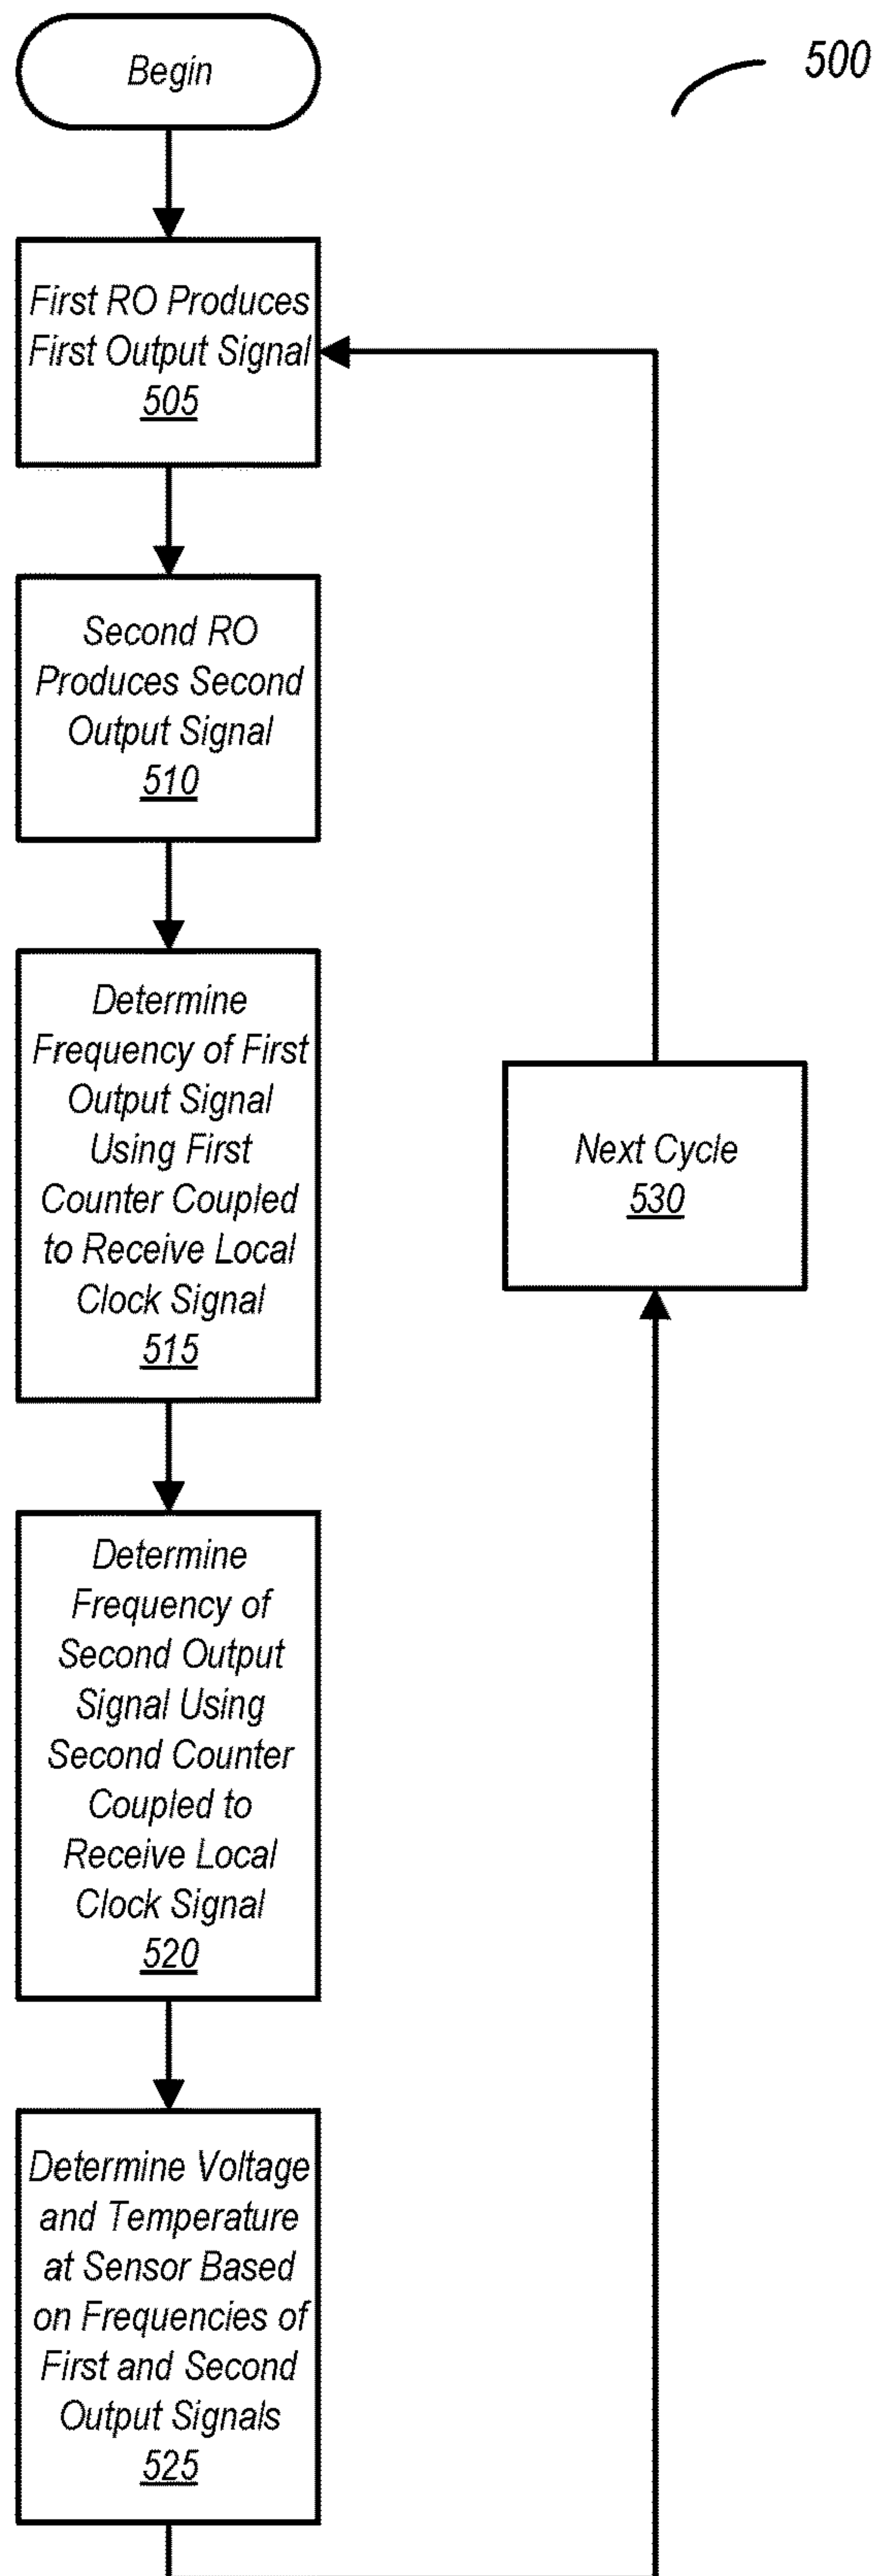 Begin
500
First RO Produces
First Output Signal
505
Second RO
Produces Second
Output Signal
510
Determine
Frequency of First
Output Signal
Using First
Counter Coupled
to Receive Local
Clock Signal
515
Next Cycle
530
Determine
Frequency of
Second Output
Signal Using
Second Counter
Coupled to
Receive Local
Clock Signal
520
Determine Voltage
and Temperature
at Sensor Based
on Frequencies of
First and Second
Output Signals
525